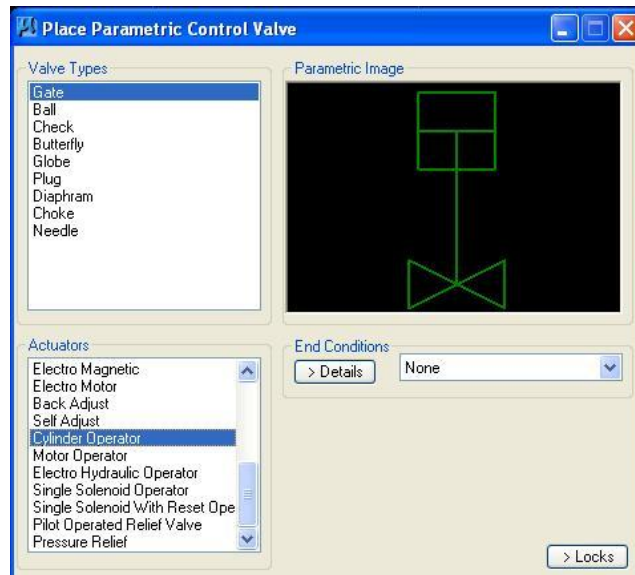 Place Parametric Control Valve
Valve Types
Gate
Ball
Check
Butterfly
Globe
Plug
Diaphram
Choke
Needle
Parametric Image
Actuators
Electro Magnetic
Electro Motor
Back Adjust
Self Adjust
Cylinder Operator
Motor Operator
Electro Hydraulic Operator
Single Solenoid Operator
Single Solenoid With Reset Ope
Pilot Operated Relief Valve
Pressure Relief
End Conditions
> Details
None
> Locks